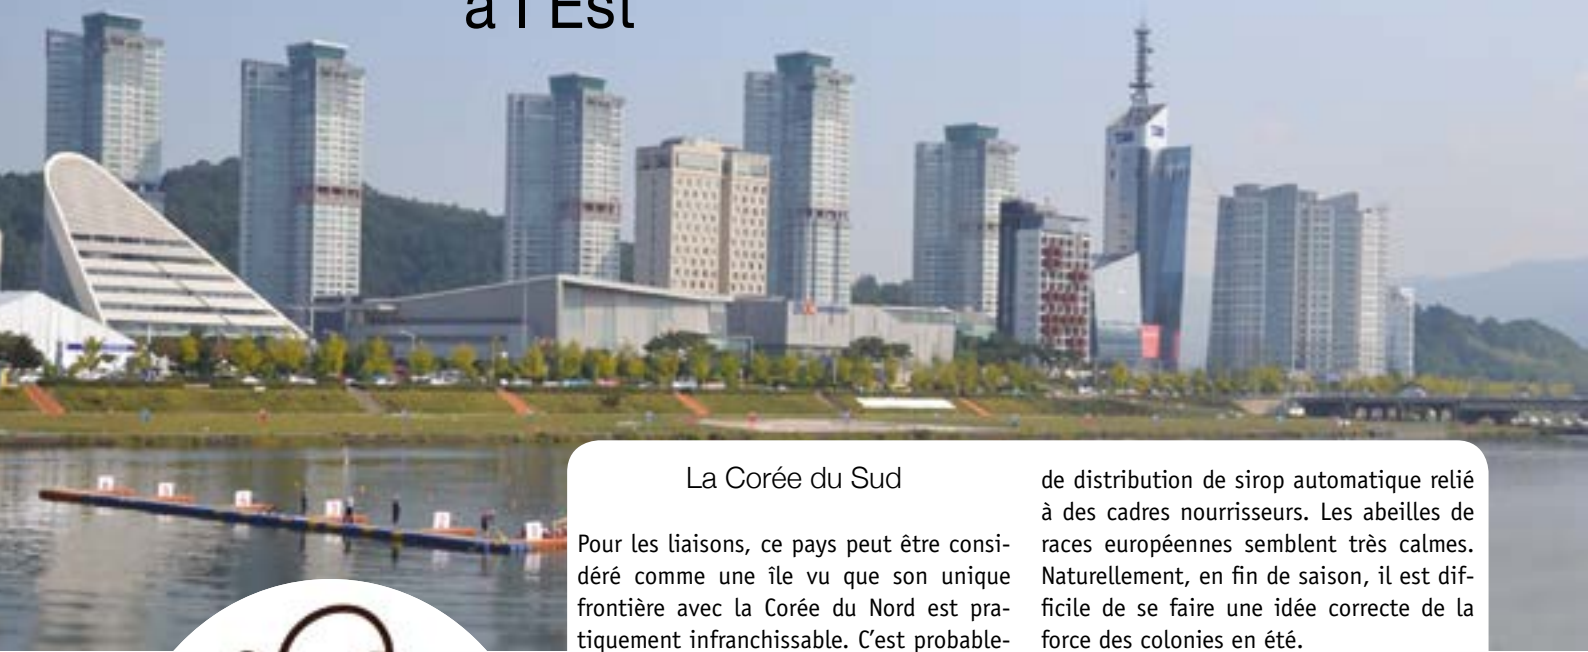 à l'Est
La Corée du Sud
Pour les liaisons, ce pays peut être consi-
déré comme une île vu que son unique
frontière avec la Corée du Nord est pra-
tiquement infranchissable. C’est probable-
de distribution de sirop automatique relié
à des cadres nourrisseurs. Les abeilles de
races européennes semblent très calmes.
Naturellement, en fin de saison, il est dif-
ficile de se faire une idée correcte de la
force des colonies en été.